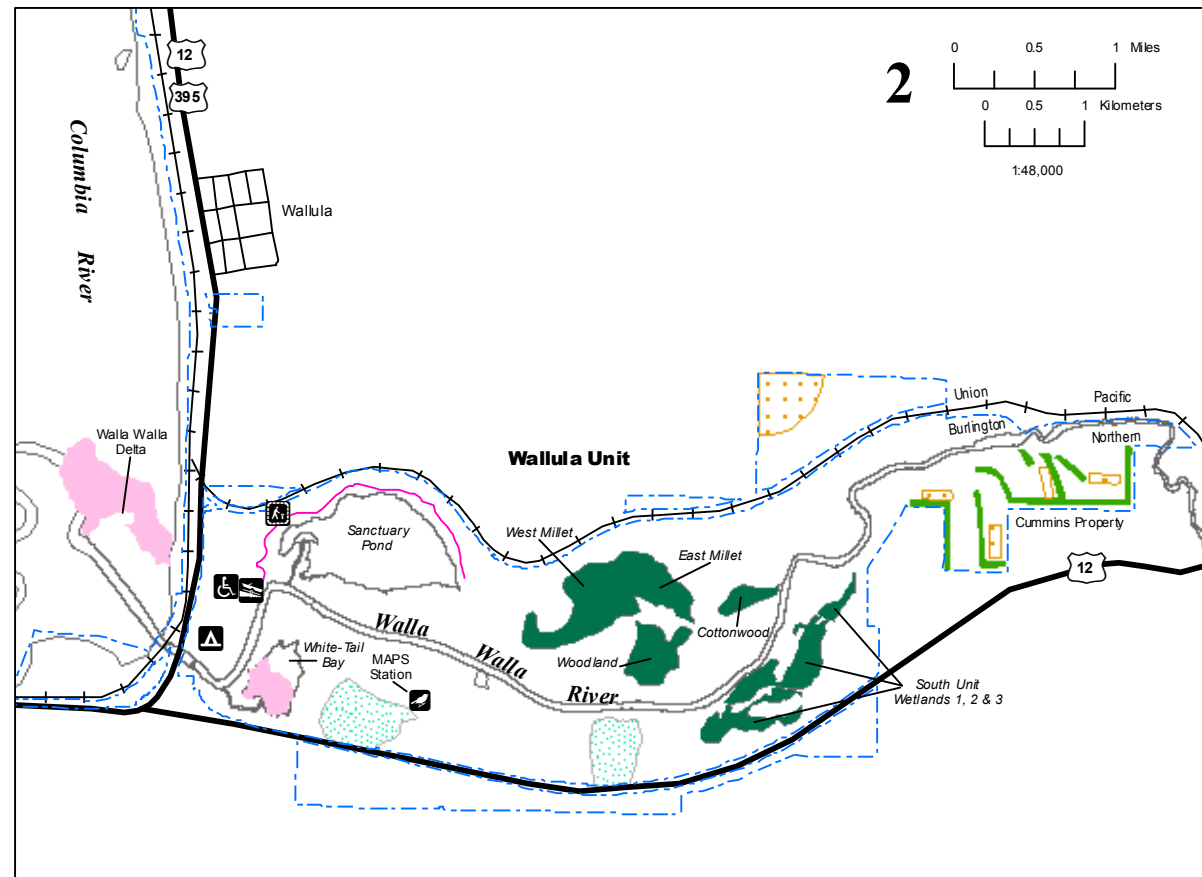 2
0 0.5 1 Miles
0 0.5 1 Kilometers
1:48,000
12
395
Columbia
River
Wallula
Walla Walla
Delta
Union
Pacific
Burlington
Northern
Wallula Unit
Sanctuary
Pond
West Millet
East Millet
Cummins Property
12
Cottonwood
Walla
Walla
River
White-Tail
Bay
MAPS
Station
Woodland
South Unit
Wetlands 1, 2 & 3